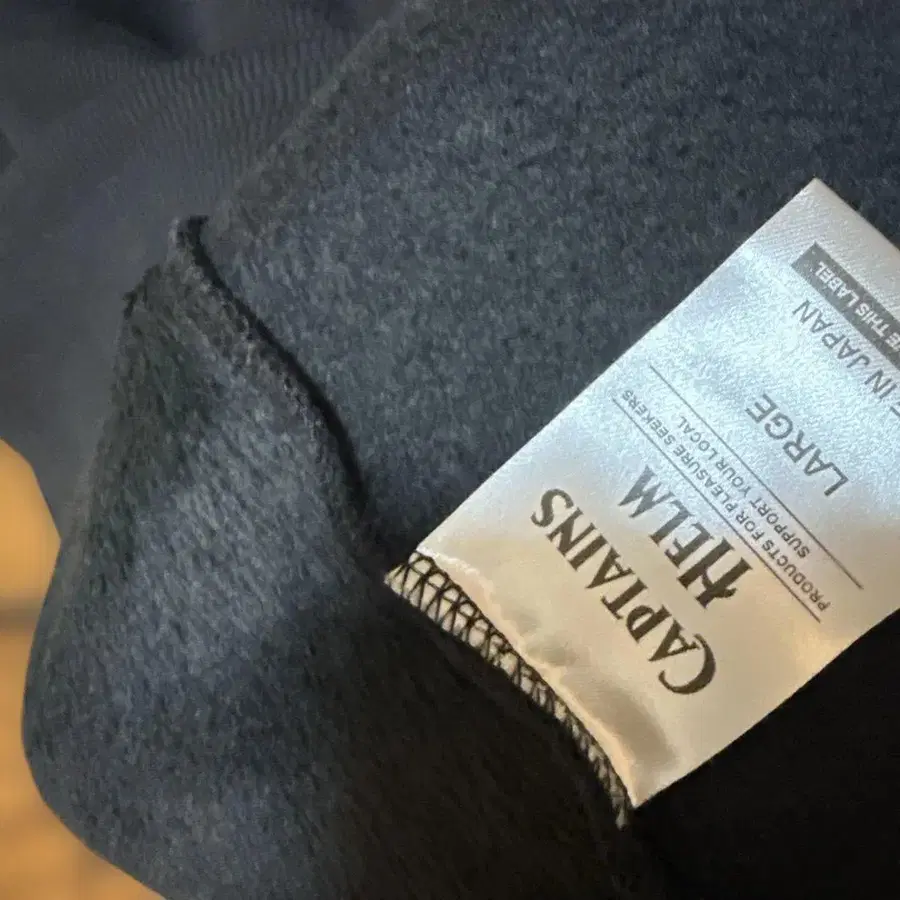 CAPTAINS
HELM
PRODUCTS FOR PLEASURE SEEKERS
SUPPORT YOUR LOCAL
LARGE
IN JAPAN
THIS LABEL